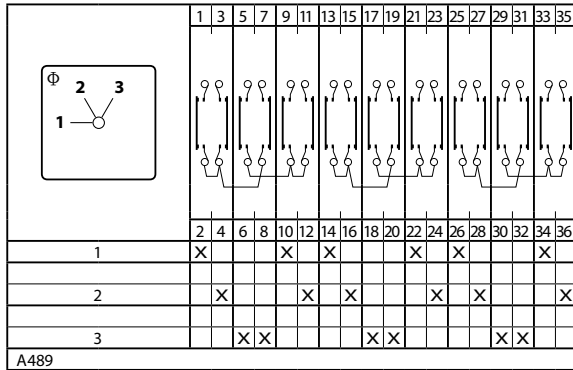 1 3 5 7 9 11 13 15 17 19 21 23 25 27 29 31 33 35
Φ
2 3
1
2 4 6 8 10 12 14 16 18 20 22 24 26 28 30 32 34 36
1 X X X X X X
2 X X X X X X
3 X X X X X X
A489